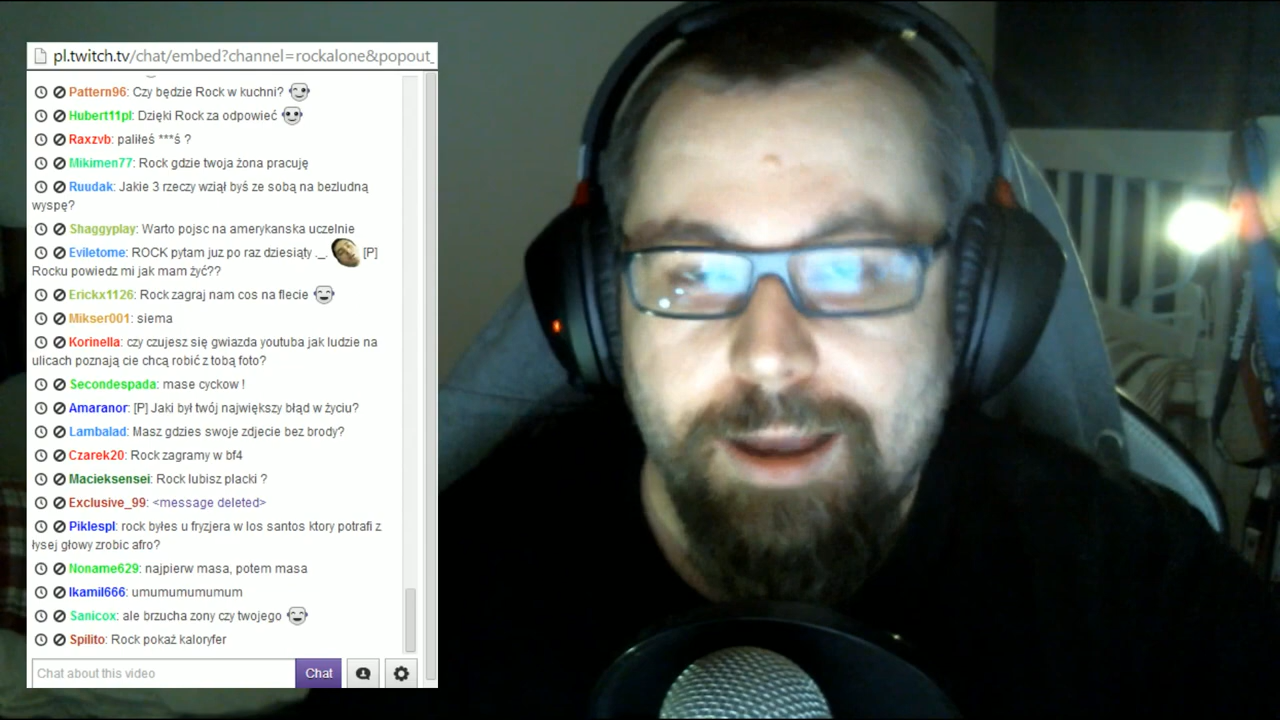 pl.twitch.tv/chat/embed?channel=rockalone&popout_
Pattern96: Czy będzie Rock w kuchni?
Hubert11pl: Dzięki Rock za odpowieć
Raxzvb: paliłeś ***ś ?
Mikimen77: Rock gdzie twoja żona pracuję
Ruudak: Jakie 3 rzeczy wziął byś ze sobą na bezludną
wyspę?
Shaggyplay: Warto pojsc na amerykanska uczelnie
Eviletome: ROCK pytam juz po raz dziesiąty ._. [P]
Rocku powiedz mi jak mam żyć??
Erickx1126: Rock zagraj nam cos na flecie
Mikser001: siema
Korinella: czy czujesz się gwiazda youtuba jak ludzie na
ulicach poznają cie chcą robić z tobą foto?
Secondespada: mase cyckow !
Amaranor: [P] Jaki był twój największy błąd w życiu?
Lambalad: Masz gdzies swoje zdjecie bez brody?
Czarek20: Rock zagramy w bf4
Macieksensei: Rock lubisz placki ?
Exclusive_99: <message deleted>
Piklespl: rock byłes u fryzjera w los santos ktory potrafi z
łysej głowy zrobic afro?
Noname629: najpierw masa, potem masa
Ikamil666: umumumumumum
Sanicox: ale brzucha zony czy twojego
Spilito: Rock pokaż kaloryfer
Chat about this video
Chat